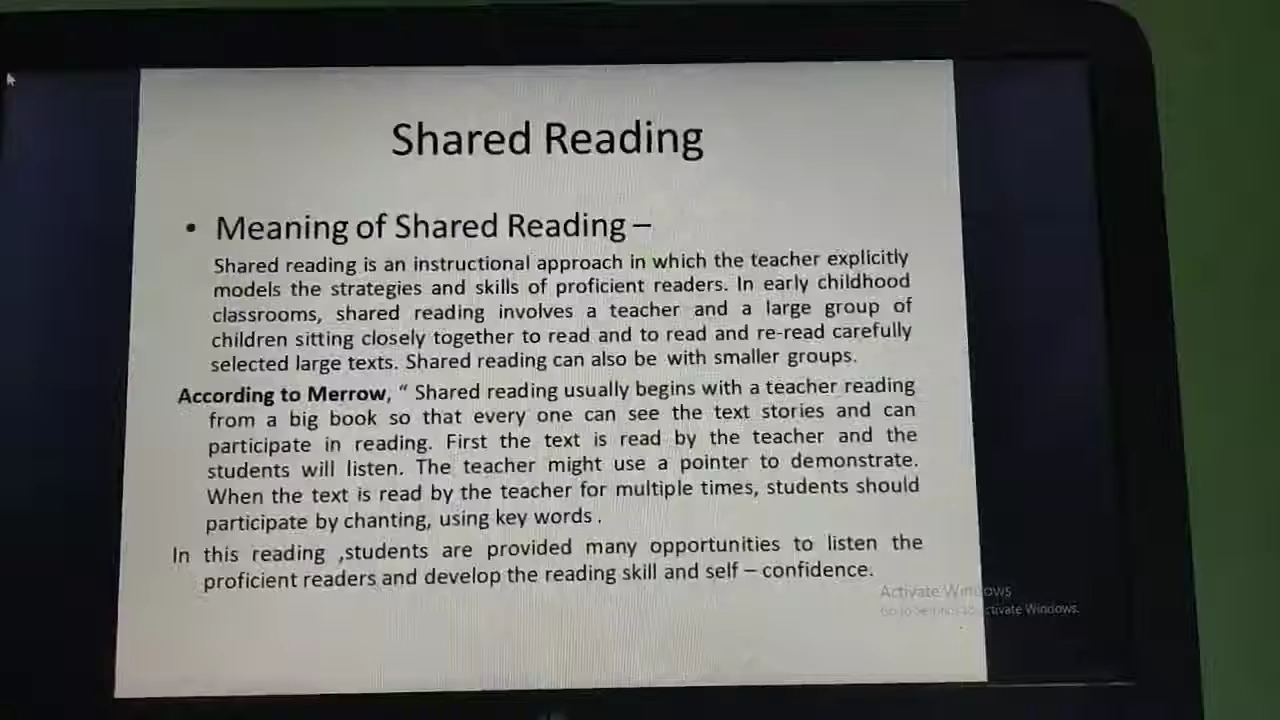 Shared Reading
• Meaning of Shared Reading –
Shared reading is an instructional approach in which the teacher explicitly
models the strategies and skills of proficient readers. In early childhood
classrooms, shared reading involves a teacher and a large group of
children sitting closely together to read and to read and re-read carefully
selected large texts. Shared reading can also be with smaller groups.
According to Merrow, “ Shared reading usually begins with a teacher reading
from a big book so that every one can see the text stories and can
participate in reading. First the text is read by the teacher and the
students will listen. The teacher might use a pointer to demonstrate.
When the text is read by the teacher for multiple times, students should
participate by chanting, using key words .
In this reading ,students are provided many opportunities to listen the
proficient readers and develop the reading skill and self – confidence.
Activate Windows
Go to Settings to activate Windows.